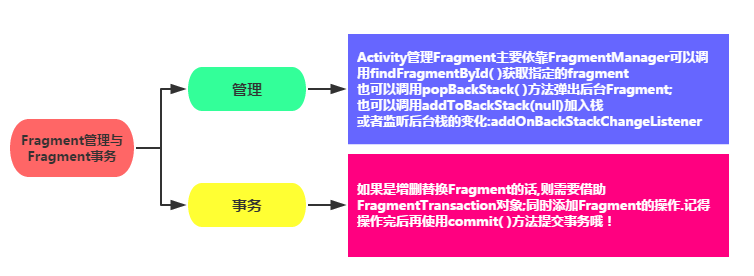 Fragment管理与
Fragment事务
管理
Activity管理Fragment主要依靠FragmentManager可以调
用findFragmentById( )获取指定的fragment
也可以调用popBackStack( )方法弹出后台Fragment;
也可以调用addToBackStack(null)加入栈
或者监听后台栈的变化:addOnBackStackChangeListener
事务
如果是增删替换Fragment的话,则需要借助
FragmentTransaction对象;同时添加Fragment的操作.记得
操作完后再使用commit( )方法提交事务哦！